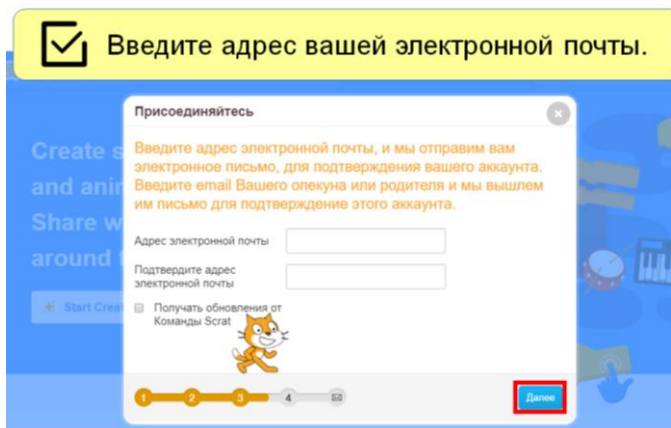 Введите адрес вашей электронной почты.
Присоединяйтесь
Введите адрес электронной почты, и мы отправим вам
электронное письмо, для подтверждения вашего аккаунта.
Введите email Вашего опекуна или родителя и мы вышлем
им письмо для подтверждение этого аккаунта.
Create s
and anim
Share w
around t
Адрес электронной почты
Подтвердите адрес
электронной почты
Start Creat
Получать обновления от
Команды Scrat
1 2 3 4
Далее